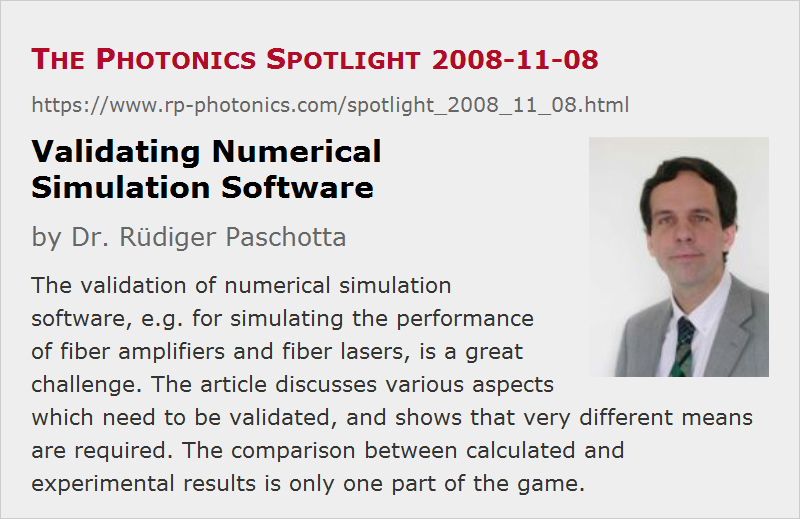 The Photonics Spotlight 2008-11-08
https://www.rp-photonics.com/spotlight_2008_11_08.html
Validating Numerical
Simulation Software
by Dr. Rüdiger Paschotta
The validation of numerical simulation
software, e.g. for simulating the performance
of fiber amplifiers and fiber lasers, is a great
challenge. The article discusses various aspects
which need to be validated, and shows that very different means
are required. The comparison between calculated and
experimental results is only one part of the game.